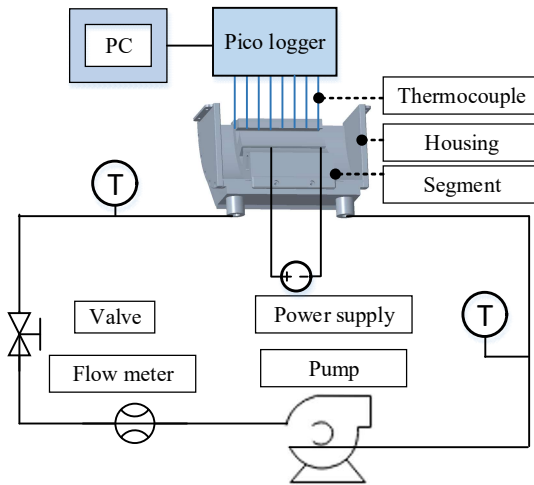 PC
Pico logger
Thermocouple
Housing
Segment
T
+ -
Power supply
T
Valve
Flow meter
Pump